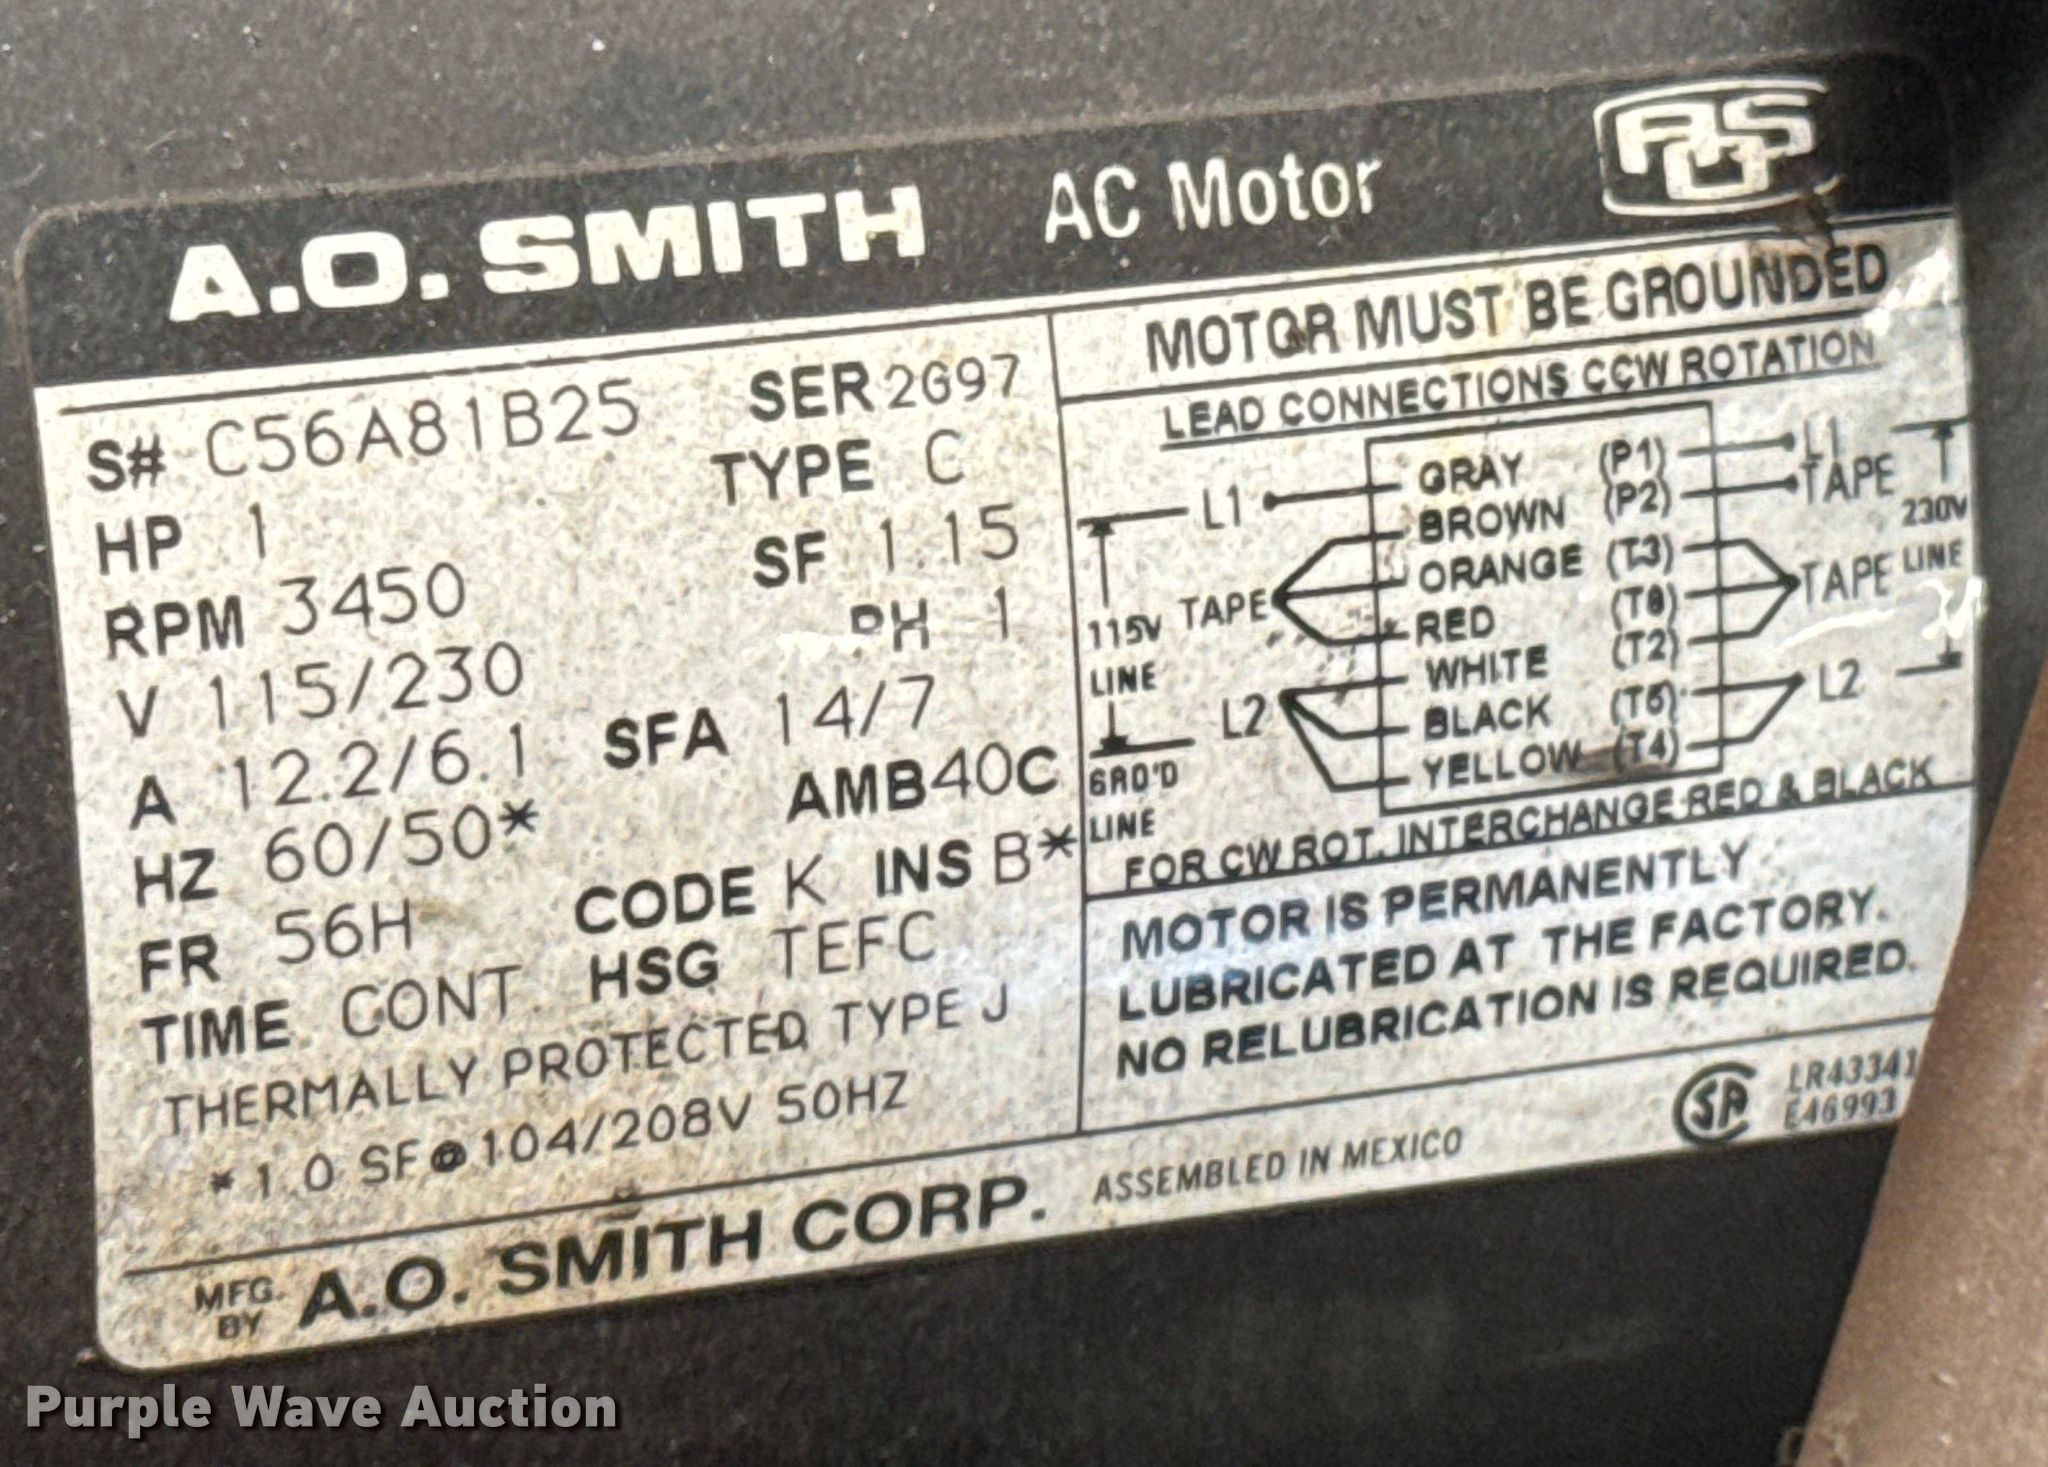 A.O. SMITH AC Motor AOS
S# C56A81B25 SER 2G97
HP 1 TYPE C
RPM 3450 SF 1.15
V 115/230 PH 1
A 12.2/6.1 SFA 14/7
HZ 60/50* AMB 40C
FR 56H CODE K INS B*
TIME CONT HSG TEFC
THERMALLY PROTECTED TYPE J
*1.0 SF@104/208V 50HZ
MOTOR MUST BE GROUNDED
LEAD CONNECTIONS CCW ROTATION
L1 GRAY (P1) L1
BROWN (P2) TAPE
230V
LINE
115V
LINE
TAPE ORANGE (T3) TAPE
RED (T8)
WHITE (T2)
L2 BLACK (T5) L2
YELLOW (T4)
GRD'D
LINE
FOR CW ROT. INTERCHANGE RED & BLACK
MOTOR IS PERMANENTLY
LUBRICATED AT THE FACTORY.
NO RELUBRICATION IS REQUIRED.
SA LR43341
E46993
MFG.
BY A.O. SMITH CORP. ASSEMBLED IN MEXICO
Purple Wave Auction